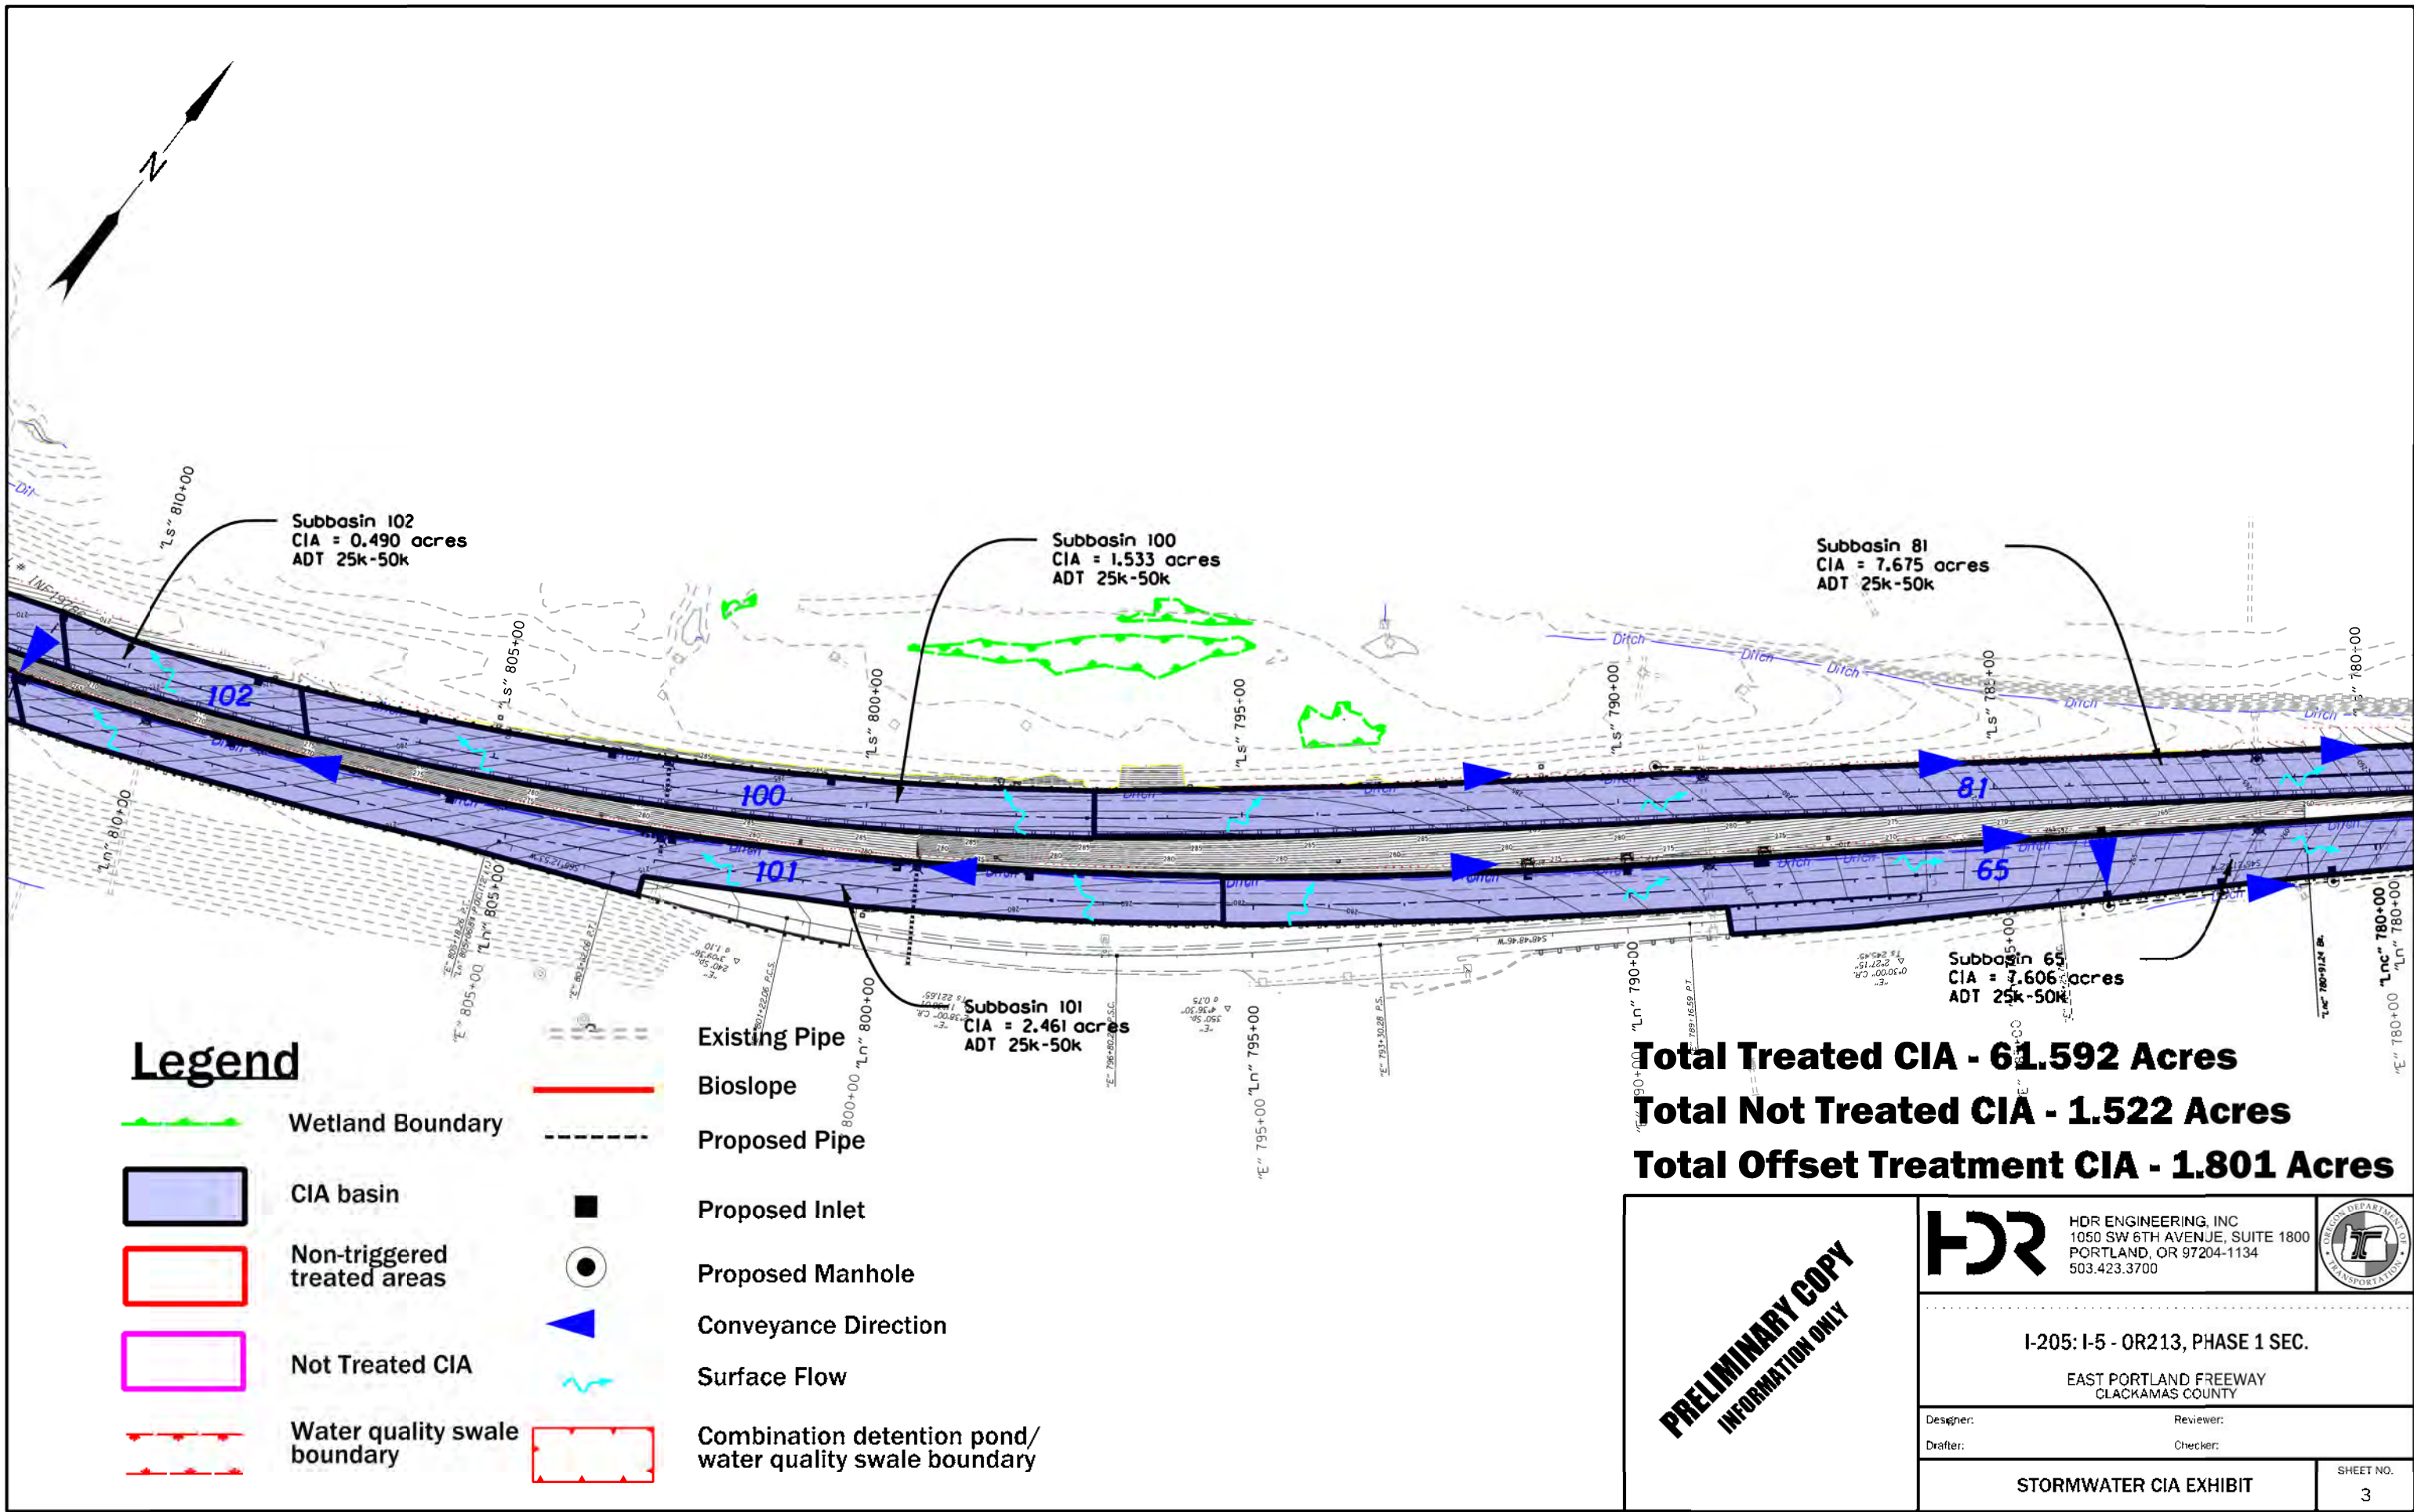 N
"Ls" 810+00
Subbasin 102
CIA = 0.490 acres
ADT 25k-50k
"Ls" 805+00
Subbasin 100
CIA = 1.533 acres
ADT 25k-50k
"Ls" 800+00
"Ls" 795+00
"Ls" 790+00
Subbasin 81
CIA = 7.675 acres
ADT 25k-50k
Ditch
Ditch
Ditch
Ditch
Ditch
102
100
81
101
65
"Ln" 810+00
"Ln" 805+00
"E" 805+00
"Ln" 800+00
"Ln" 795+00
"E" 795+00
"Ln" 790+00
"Lnc" 780+00
"Ln" 780+00
"E" 780+00
S48°48'46"W
Subbasin 101
CIA = 2.461 acres
ADT 25k-50k
Subbasin 65
CIA = 7.606 acres
ADT 25k-50k
Total Treated CIA - 61.592 Acres
Total Not Treated CIA - 1.522 Acres
Total Offset Treatment CIA - 1.801 Acres
Legend
Wetland Boundary
CIA basin
Non-triggered
treated areas
Not Treated CIA
Water quality swale
boundary
Existing Pipe
Bioslope
Proposed Pipe
Proposed Inlet
Proposed Manhole
Conveyance Direction
Surface Flow
Combination detention pond/
water quality swale boundary
PRELIMINARY COPY
INFORMATION ONLY
HDR
HDR ENGINEERING, INC
1050 SW 6TH AVENUE, SUITE 1800
PORTLAND, OR 97204-1134
503.423.3700
OREGON DEPARTMENT OF TRANSPORTATION
I-205: I-5 - OR213, PHASE 1 SEC.
EAST PORTLAND FREEWAY
CLACKAMAS COUNTY
Designer:
Reviewer:
Drafter:
Checker:
STORMWATER CIA EXHIBIT
SHEET NO.
3